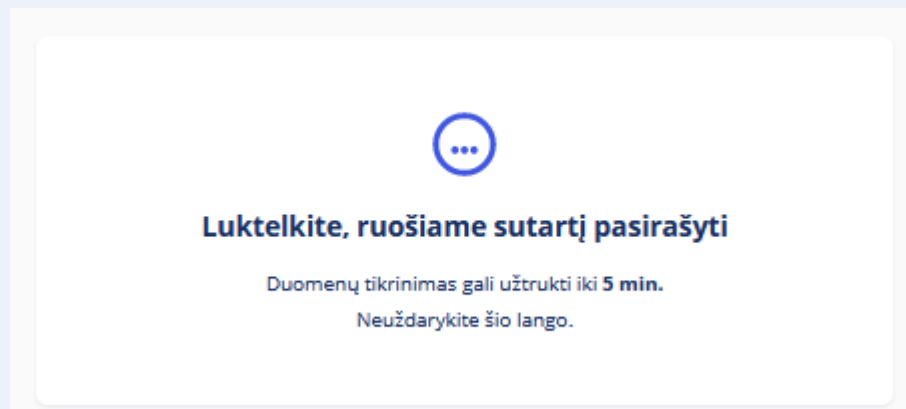 Luktelkite, ruošiame sutartį pasirašyti
Duomenų tikrinimas gali užtrukti iki 5 min.
Neuždarykite šio lango.